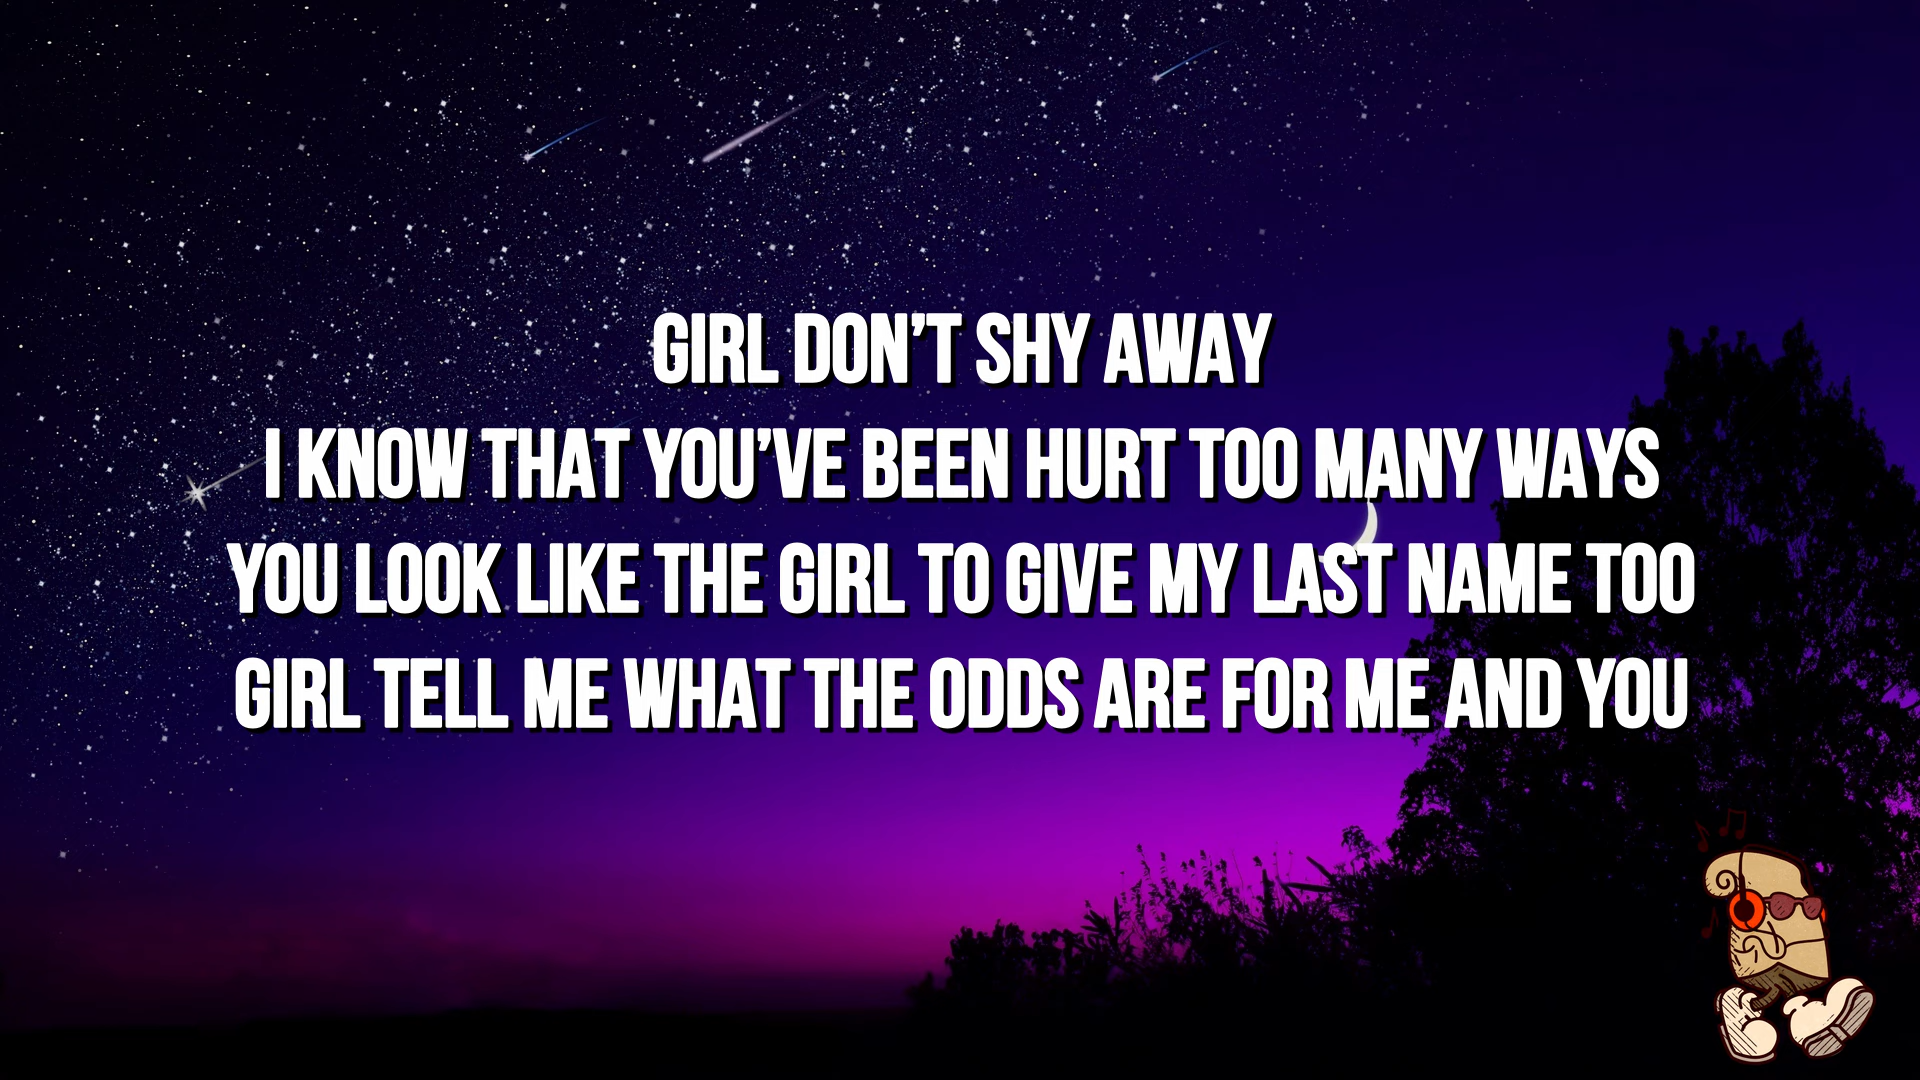 GIRL DON’T SHY AWAY
I KNOW THAT YOU’VE BEEN HURT TOO MANY WAYS
YOU LOOK LIKE THE GIRL TO GIVE MY LAST NAME TOO
GIRL TELL ME WHAT THE ODDS ARE FOR ME AND YOU